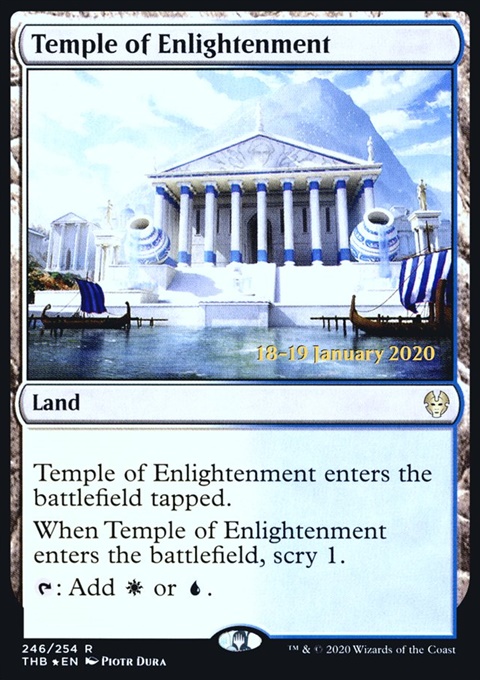 Temple of Enlightenment
18-19 January 2020
Land
Temple of Enlightenment enters the
battlefield tapped.
When Temple of Enlightenment
enters the battlefield, scry 1.
: Add or .
246/254 R
THB ★ EN Piotr Dura
™ & © 2020 Wizards of the Coast